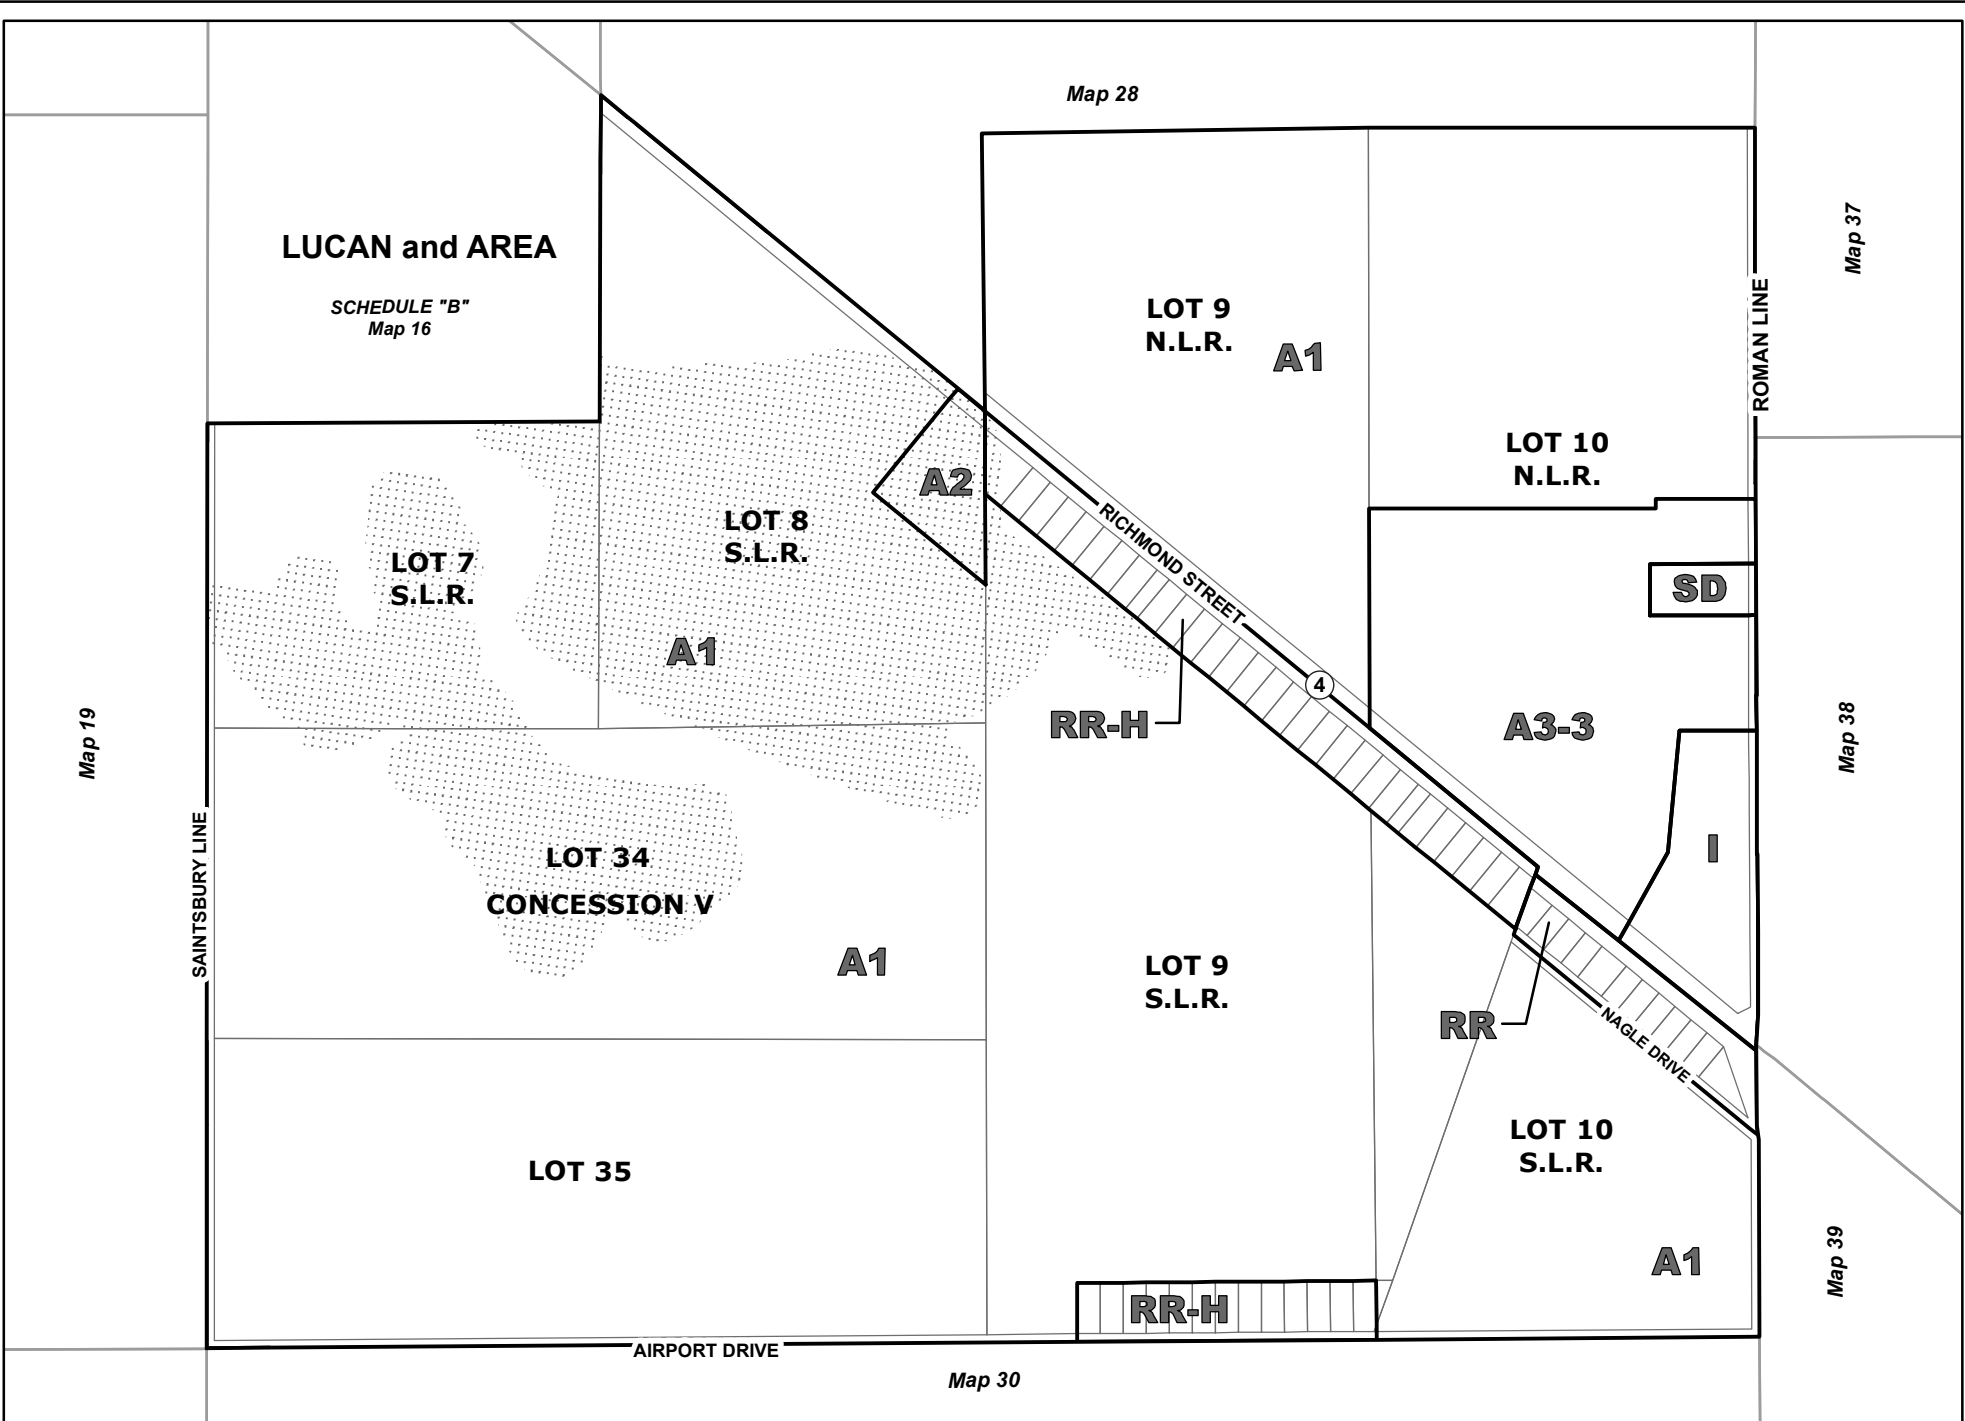 Map 28
LUCAN and AREA
SCHEDULE "B"
Map 16
Map 37
ROMAN LINE
LOT 9
N.L.R.
A1
LOT 10
N.L.R.
A2
LOT 8
S.L.R.
LOT 7
S.L.R.
A1
RICHMOND STREET
4
SD
RR-H
A3-3
Map 38
Map 19
SAINTSBURY LINE
LOT 34
CONCESSION V
A1
I
LOT 9
S.L.R.
RR
NAGLE DRIVE
LOT 35
LOT 10
S.L.R.
A1
Map 39
RR-H
AIRPORT DRIVE
Map 30